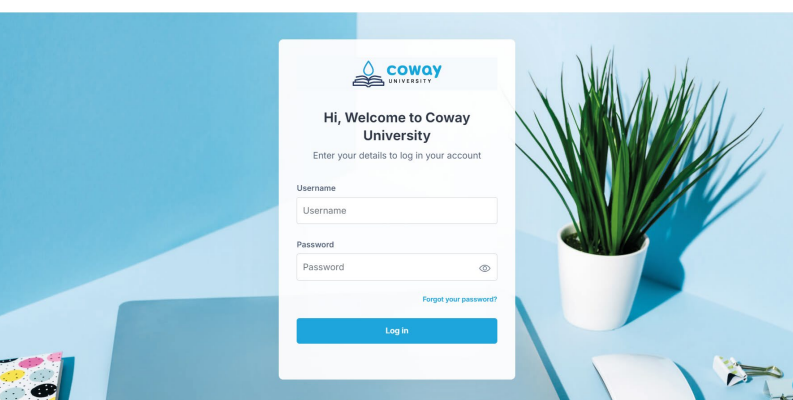 coway
UNIVERSITY
Hi, Welcome to Coway
University
Enter your details to log in your account
Username
Username
Password
Password
Forgot your password?
Log in